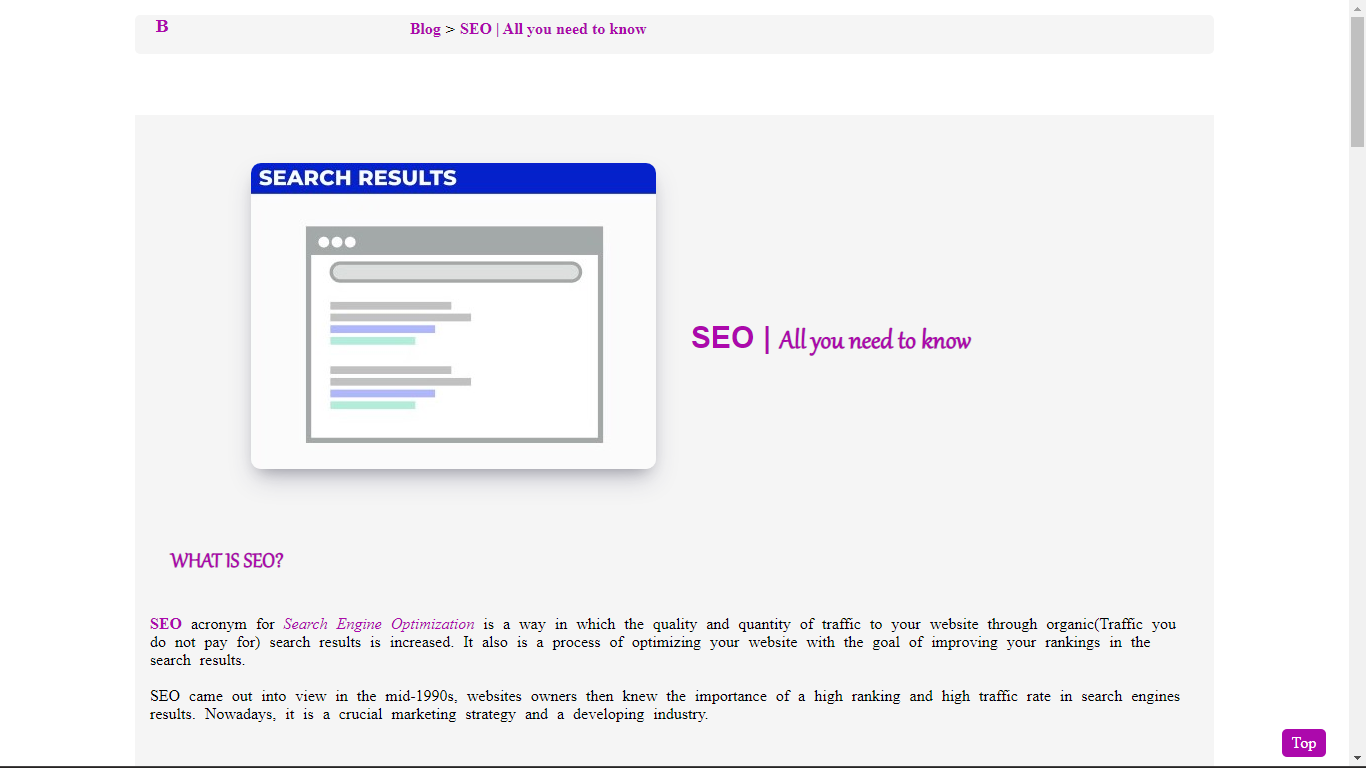 B
Blog > SEO | All you need to know
SEARCH RESULTS
SEO | All you need to know
WHAT IS SEO?
SEO acronym for Search Engine Optimization is a way in which the quality and quantity of traffic to your website through organic(Traffic you
do not pay for) search results is increased. It also is a process of optimizing your website with the goal of improving your rankings in the
search results.
SEO came out into view in the mid-1990s, websites owners then knew the importance of a high ranking and high traffic rate in search engines
results. Nowadays, it is a crucial marketing strategy and a developing industry.
Top